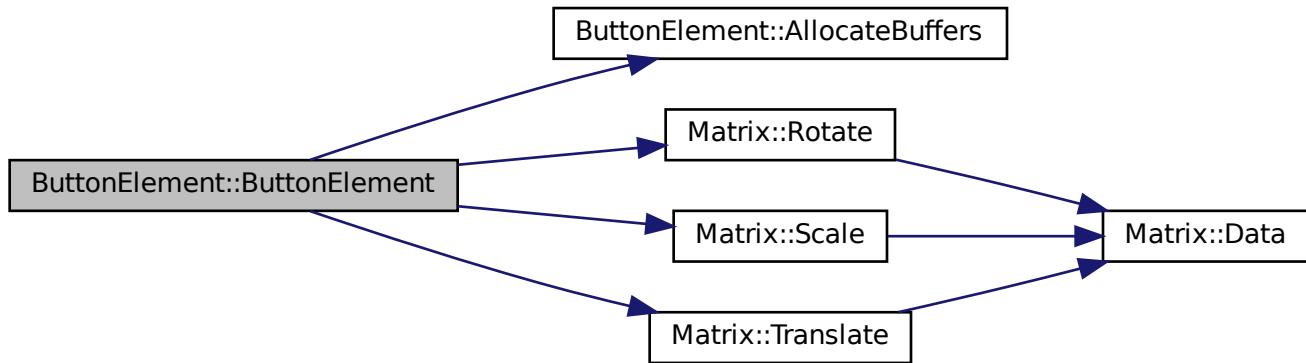 ButtonElement::AllocateBuffers
Matrix::Rotate
ButtonElement::ButtonElement
Matrix::Scale
Matrix::Data
Matrix::Translate